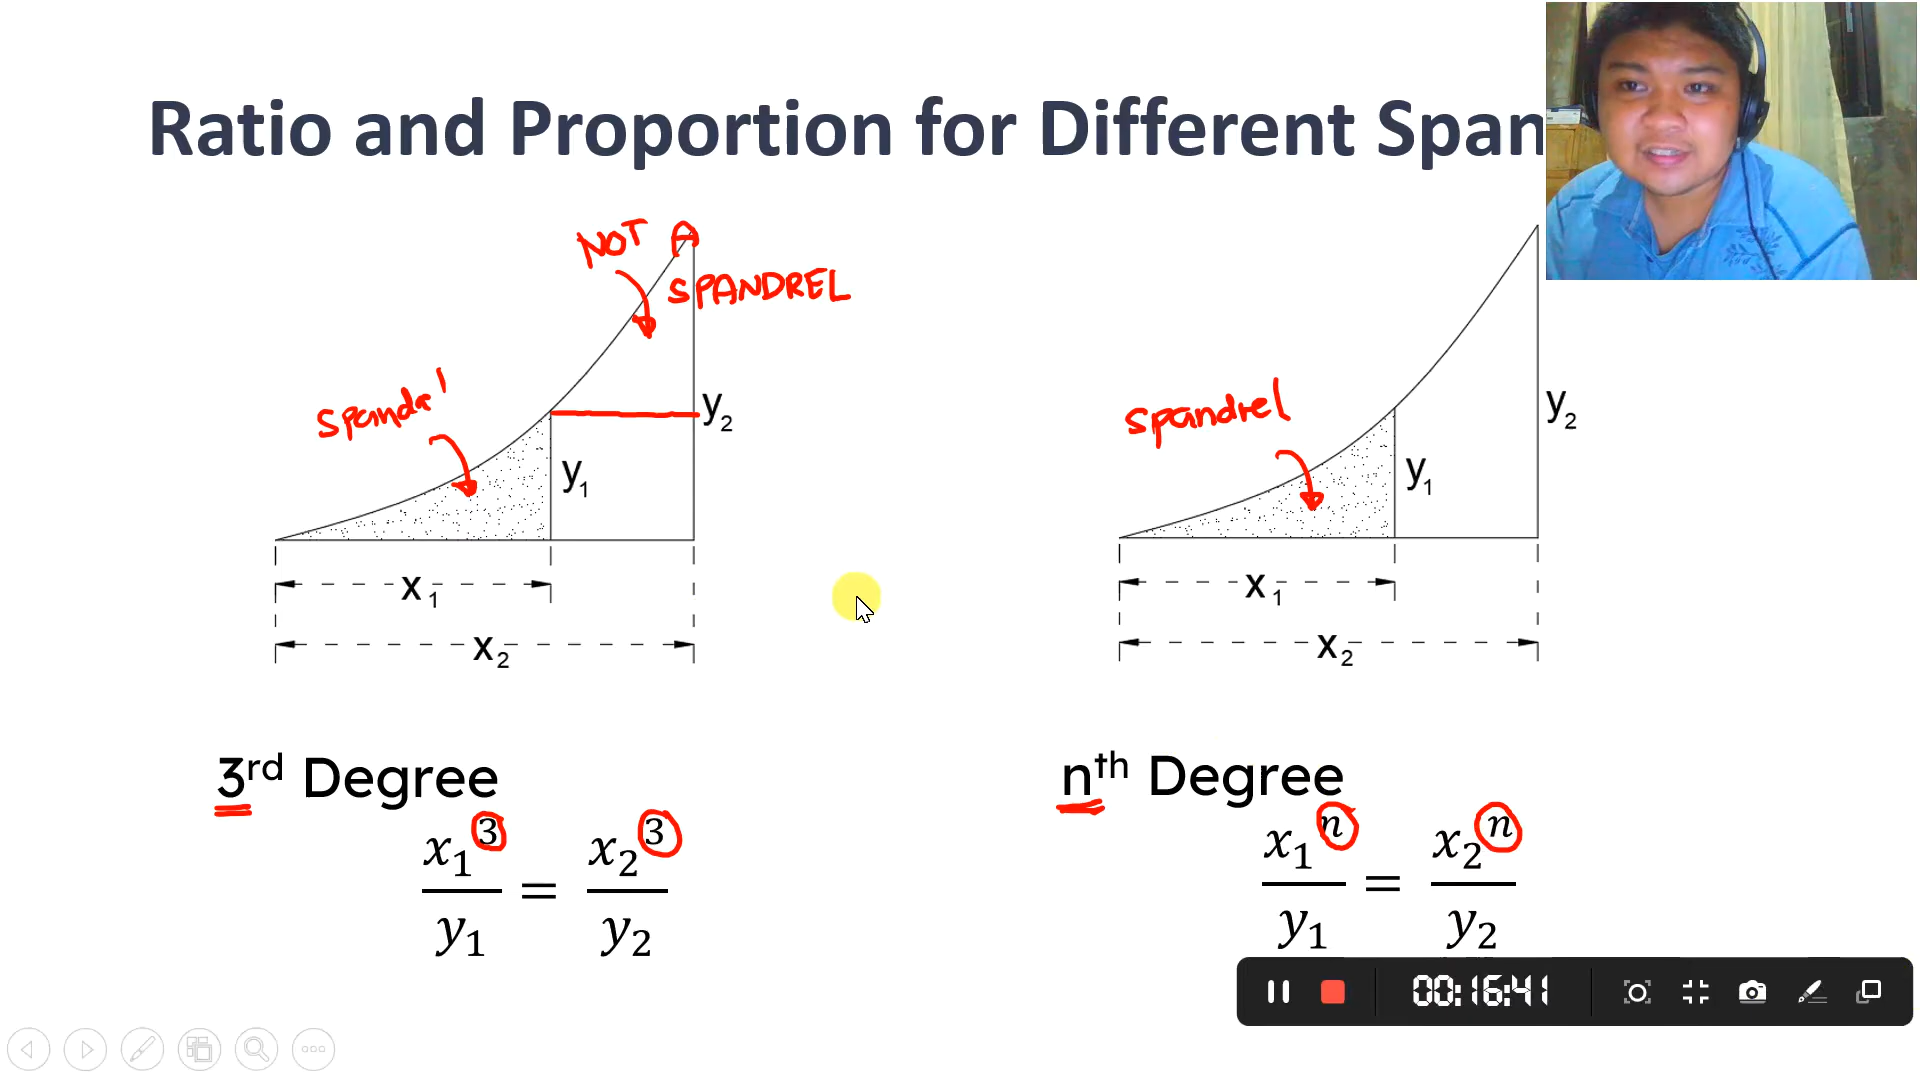 Ratio and Proportion for Different Span
NOT A
SPANDREL
Spandrel
y2
y1
x1
x2
3rd Degree
x1^3/y1 = x2^3/y2
spandrel
y2
y1
x1
x2
nth Degree
x1^n/y1 = x2^n/y2
00:16:41